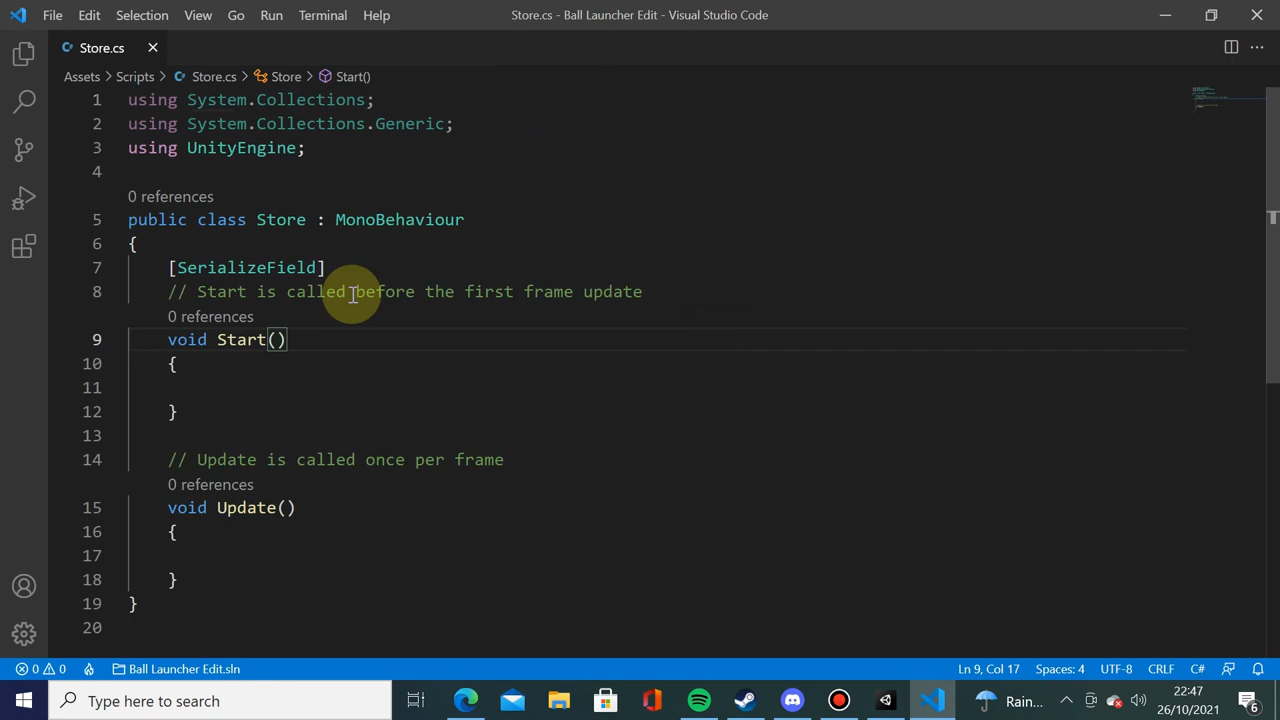 File Edit Selection View Go Run Terminal Help Store.cs - Ball Launcher Edit - Visual Studio Code
Store.cs
Assets > Scripts > Store.cs > Store > Start()
1 using System.Collections;
2 using System.Collections.Generic;
3 using UnityEngine;
4
0 references
5 public class Store : MonoBehaviour
6 {
7 [SerializeField]
8 // Start is called before the first frame update
0 references
9 void Start()
10 {
11
12 }
13
14 // Update is called once per frame
0 references
15 void Update()
16 {
17
18 }
19 }
20
0 0 Ball Launcher Edit.sln Ln 9, Col 17 Spaces: 4 UTF-8 CRLF C#
Type here to search Rain... 22:47
26/10/2021 6